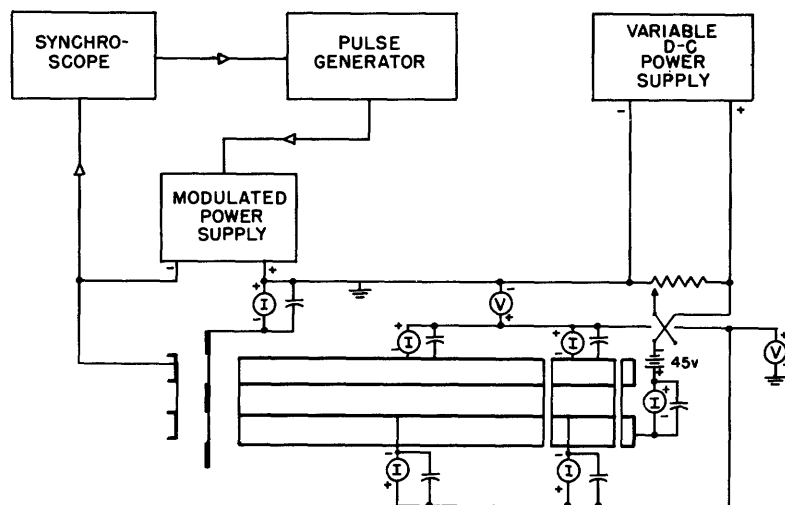 SYNCHRO-
SCOPE
PULSE
GENERATOR
VARIABLE
D-C
POWER
SUPPLY
- +
MODULATED
POWER
SUPPLY
- +
+ I -
- V +
+ I -
+ I -
45v
+
+ I -
+ V -
- I +
- I +